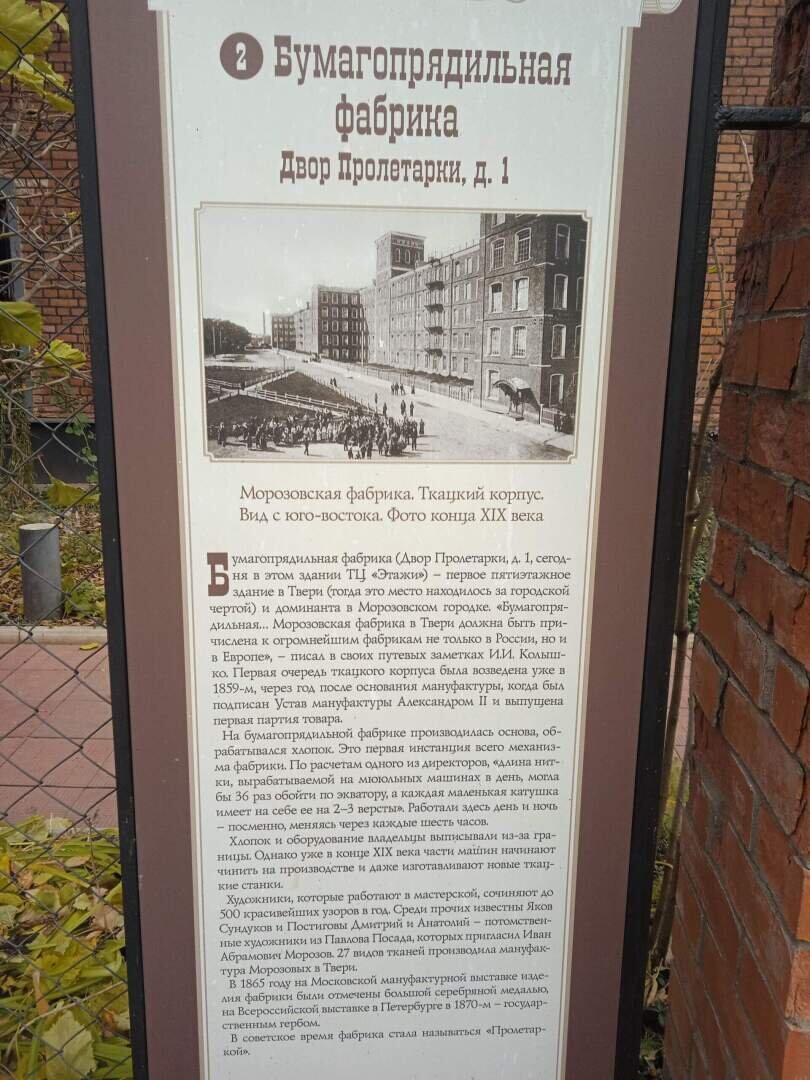 2 Бумагопрядильная
фабрика
Двор Пролетарки, д. 1
Морозовская фабрика. Ткацкий корпус.
Вид с юго-востока. Фото конца XIX века
Бумагопрядильная фабрика (Двор Пролетарки, д. 1, сегод-
ня в этом здании ТЦ «Этажи») – первое пятиэтажное
здание в Твери (тогда это место находилось за городской
чертой) и доминанта в Морозовском городке. «Бумагопря-
дильная... Морозовская фабрика в Твери должна быть при-
числена к огромнейшим фабрикам не только в России, но и
в Европе», – писал в своих путевых заметках И.И. Колыш-
ко. Первая очередь ткацкого корпуса была возведена уже в
1859-м, через год после основания мануфактуры, когда был
подписан Устав мануфактуры Александром II и выпущена
первая партия товара.
На бумагопрядильной фабрике производилась основа, об-
рабатывался хлопок. Это первая инстанция всего механиз-
ма фабрики. По расчетам одного из директоров, «длина нит-
ки, вырабатываемой на мююльных машинах в день, могла
бы 36 раз обойти по экватору, а каждая маленькая катушка
имеет на себе ее на 2–3 версты». Работали здесь день и ночь
– посменно, меняясь через каждые шесть часов.
Хлопок и оборудование владельцы выписывали из-за гра-
ницы. Однако уже в конце XIX века части машин начинают
чинить на производстве и даже изготавливают новые ткац-
кие станки.
Художники, которые работают в мастерской, сочиняют до
500 красивейших узоров в год. Среди прочих известны Яков
Сундуков и Постиговы Дмитрий и Анатолий – потомствен-
ные художники из Павлова Посада, которых пригласил Иван
Абрамович Морозов. 27 видов тканей производила мануфак-
тура Морозовых в Твери.
В 1865 году на Московской мануфактурной выставке изде-
лия фабрики были отмечены большой серебряной медалью,
на Всероссийской выставке в Петербурге в 1870-м – государ-
ственным гербом.
В советское время фабрика стала называться «Пролетар-
кой».